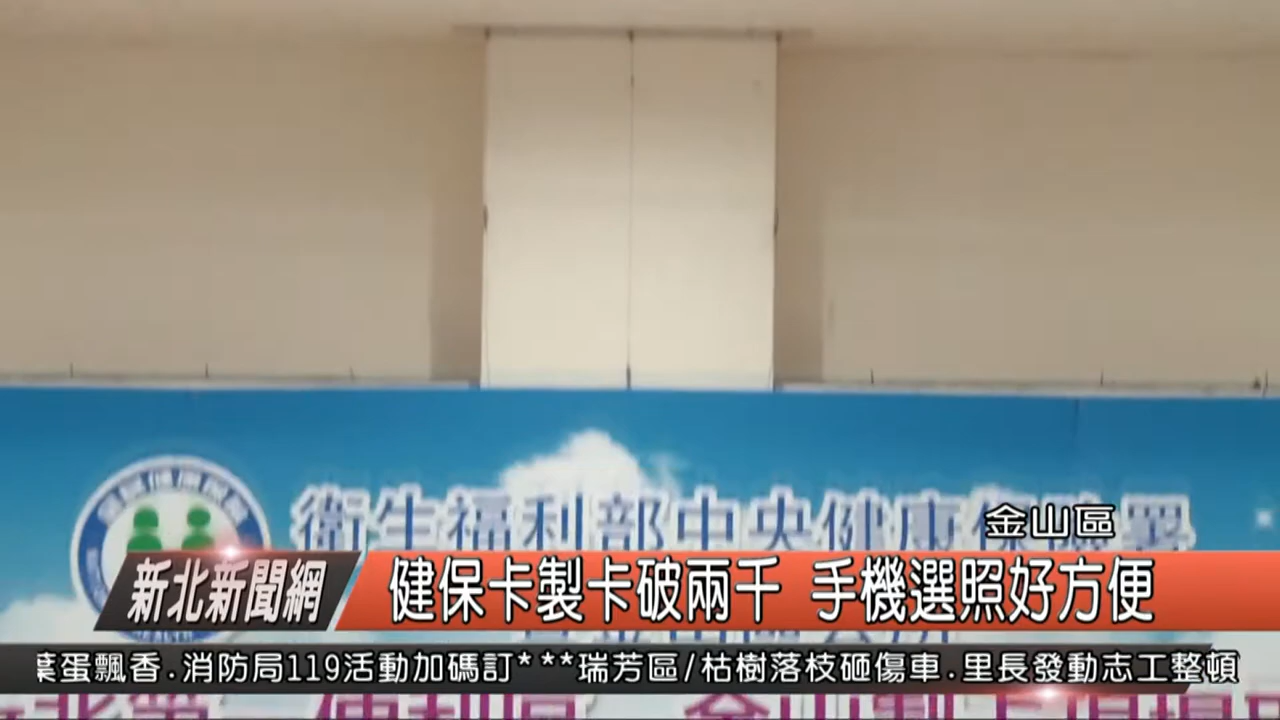 衛生福利部中央健康保險署
金山區
新北新聞網
健保卡製卡破兩千 手機選照好方便
葉蛋飄香.消防局119活動加碼訂***瑞芳區/枯樹落枝砸傷車.里長發動志工整頓